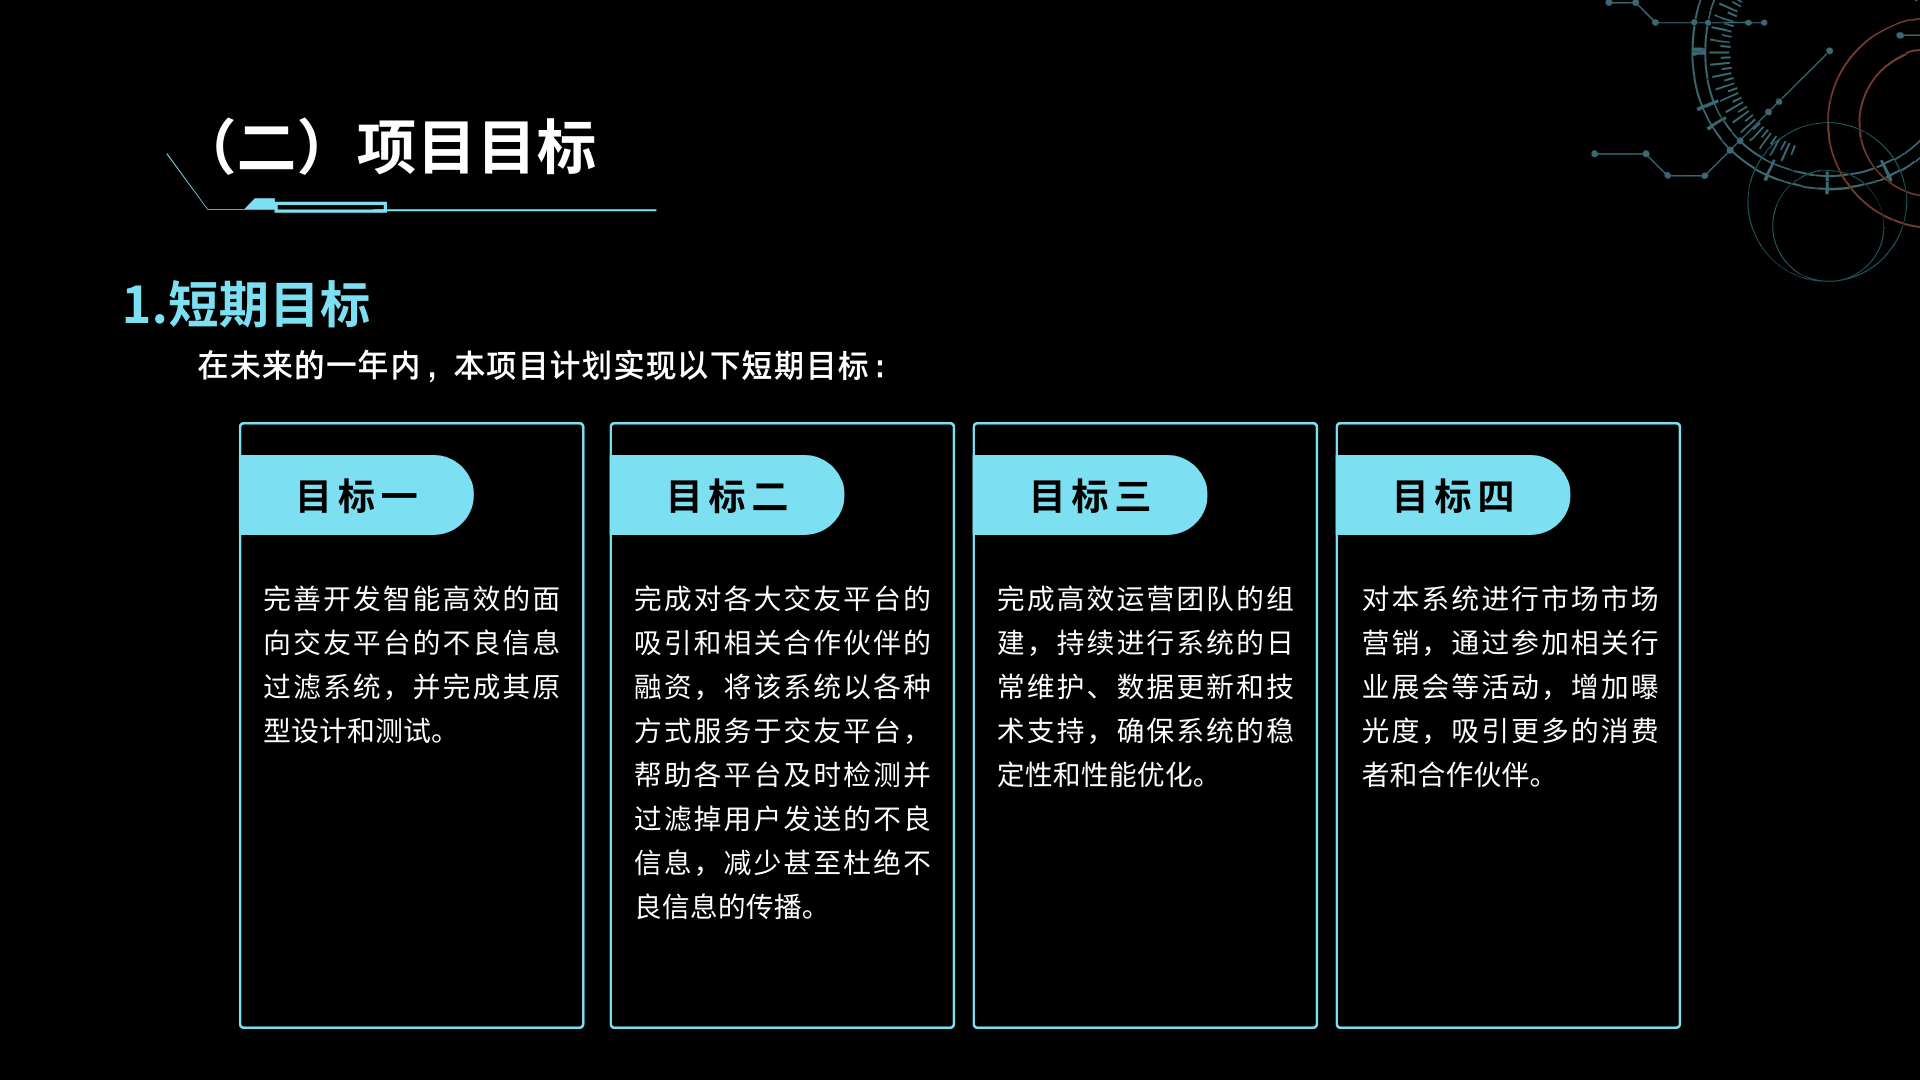 （二）项目目标
1.短期目标
在未来的一年内，本项目计划实现以下短期目标：
目标一
完善开发智能高效的面
向交友平台的不良信息
过滤系统，并完成其原
型设计和测试。
目标二
完成对各大交友平台的
吸引和相关合作伙伴的
融资，将该系统以各种
方式服务于交友平台，
帮助各平台及时检测并
过滤掉用户发送的不良
信息，减少甚至杜绝不
良信息的传播。
目标三
完成高效运营团队的组
建，持续进行系统的日
常维护、数据更新和技
术支持，确保系统的稳
定性和性能优化。
目标四
对本系统进行市场市场
营销，通过参加相关行
业展会等活动，增加曝
光度，吸引更多的消费
者和合作伙伴。